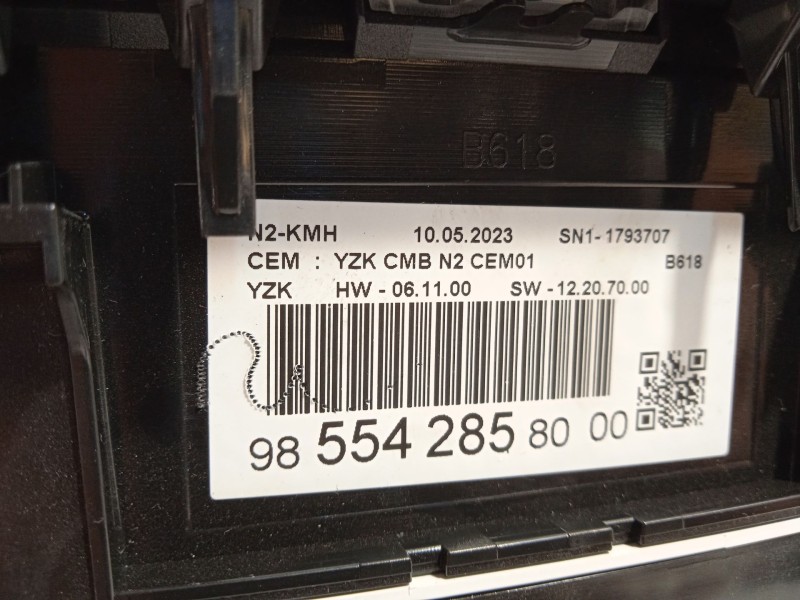 B618
N2-KMH 10.05.2023 SN1- 1793707
CEM : YZK CMB N2 CEM01 B618
YZK HW - 06.11.00 SW - 12.20.70.00
98 554 285 80 00